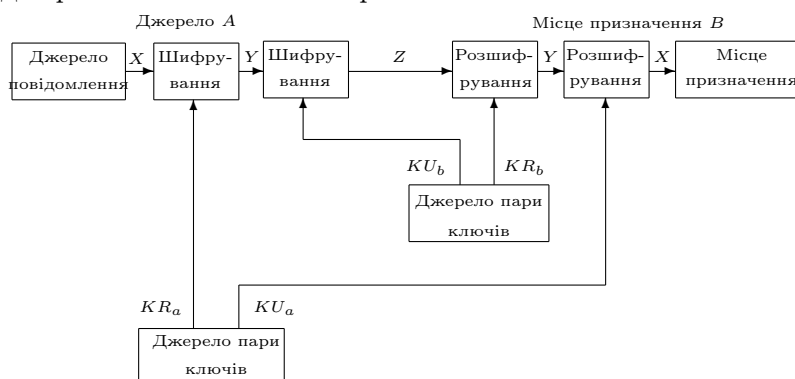 Джерело A
Місце призначення B
Джерело
повідомлення
X
Шифру-
вання
Y
Шифру-
вання
Z
Розшиф-
рування
Y
Розшиф-
рування
X
Місце
призначення
KU_b
KR_b
Джерело пари
ключів
KR_a
KU_a
Джерело пари
ключів